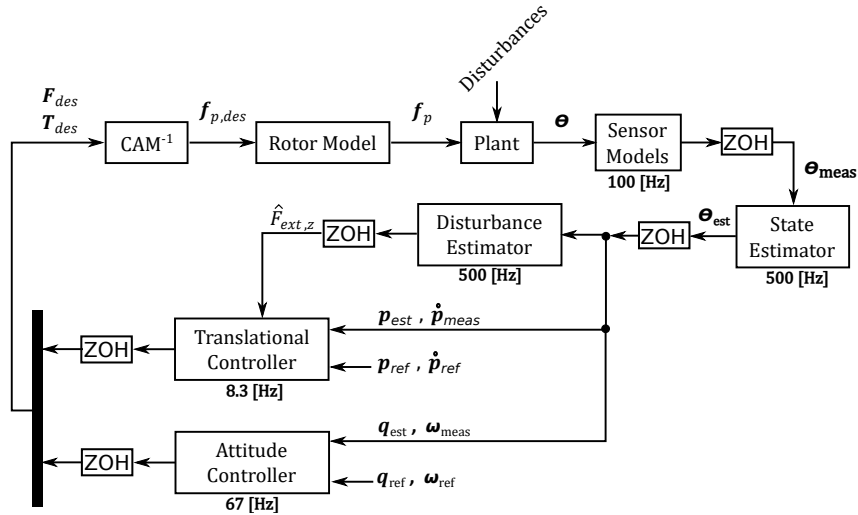 Disturbances
F_des
T_des
CAM⁻¹
f_p,des
Rotor Model
f_p
Plant
Θ
Sensor
Models
100 [Hz]
ZOH
Θ_meas
State
Estimator
500 [Hz]
Θ_est
ZOH
Disturbance
Estimator
500 [Hz]
ZOH
F̂_ext,z
p_est , p̊_meas
Translational
Controller
8.3 [Hz]
ZOH
p_ref , p̊_ref
q_est , ω_meas
Attitude
Controller
67 [Hz]
ZOH
q_ref , ω_ref